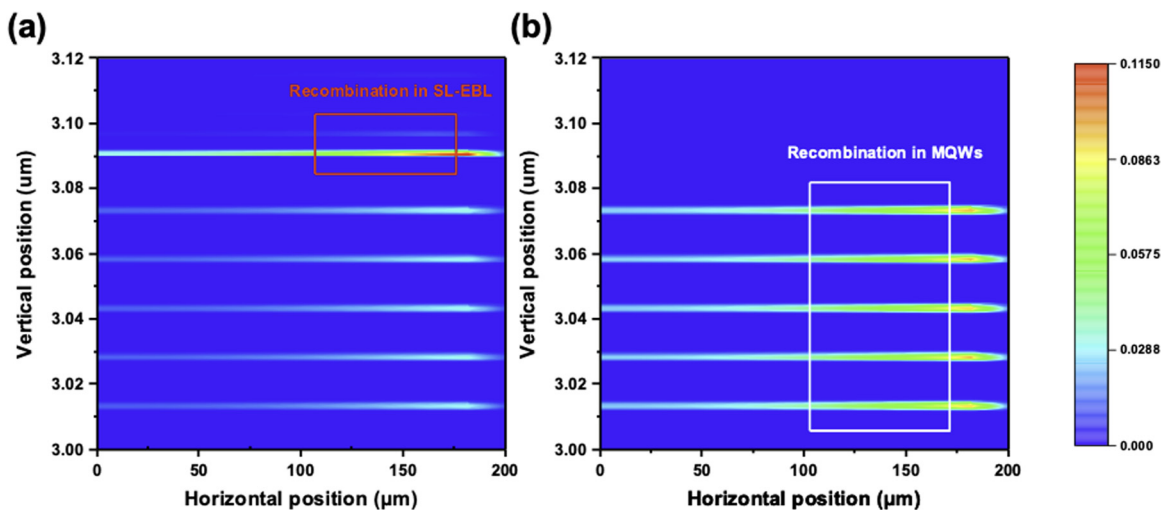 (a)
(b)
3.12
3.10
3.08
3.06
3.04
3.02
3.00
Vertical position (um)
Recombination in SL-EBL
0 50 100 150 200
Horizontal position (μm)
3.12
3.10
3.08
3.06
3.04
3.02
3.00
Vertical position (μm)
Recombination in MQWs
0 50 100 150 200
Horizontal position (μm)
0.1150
0.0863
0.0575
0.0288
0.000